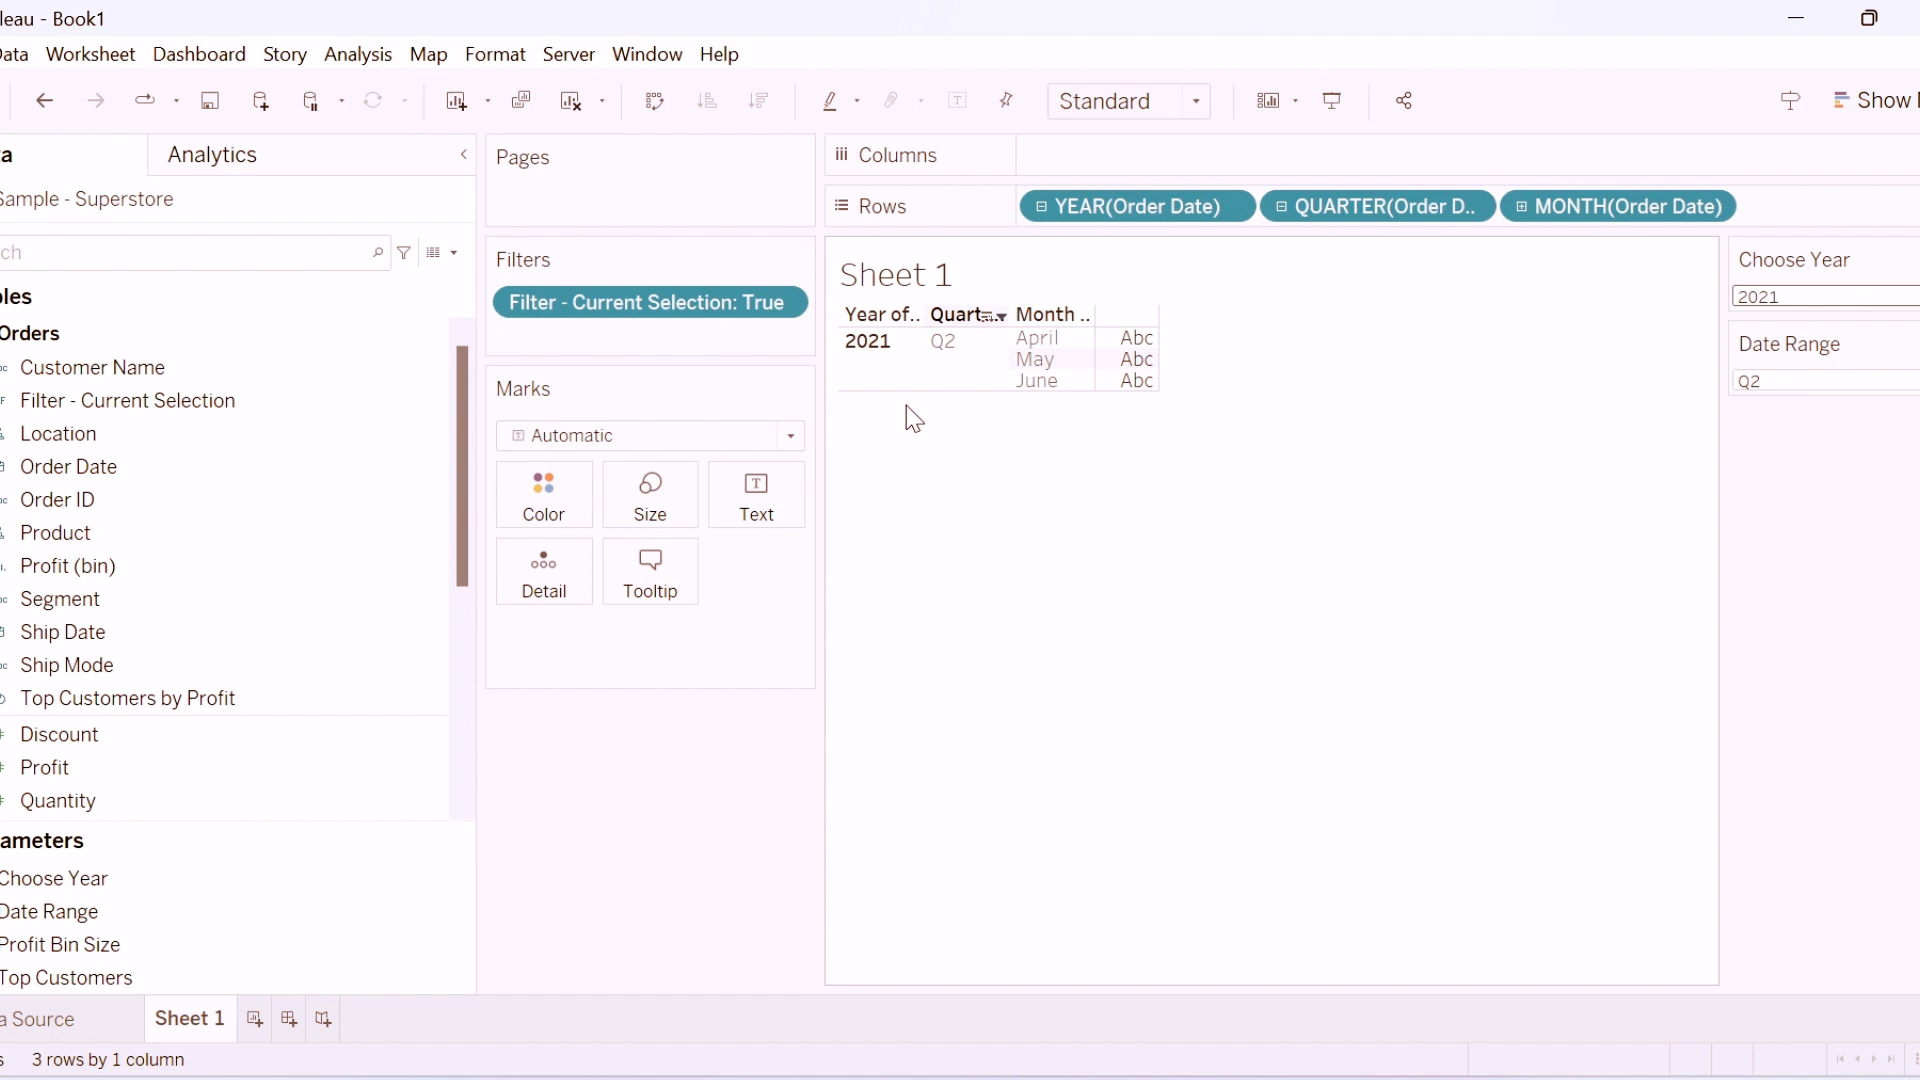 leau - Book1
Data Worksheet Dashboard Story Analysis Map Format Server Window Help
Standard
Show
Analytics
Pages
Columns
Sample - Superstore
Rows
YEAR(Order Date) QUARTER(Order D.. MONTH(Order Date)
ch
Filters
Filter - Current Selection: True
Sheet 1
Choose Year
2021
Date Range
Q2
Year of.. Quart... Month ..
2021 Q2 April Abc
May Abc
June Abc
les
Orders
Customer Name
Filter - Current Selection
Location
Order Date
Order ID
Product
Profit (bin)
Segment
Ship Date
Ship Mode
Top Customers by Profit
Discount
Profit
Quantity
Marks
Automatic
Color Size Text
Detail Tooltip
ameters
Choose Year
Date Range
Profit Bin Size
Top Customers
a Source
Sheet 1
s 3 rows by 1 column